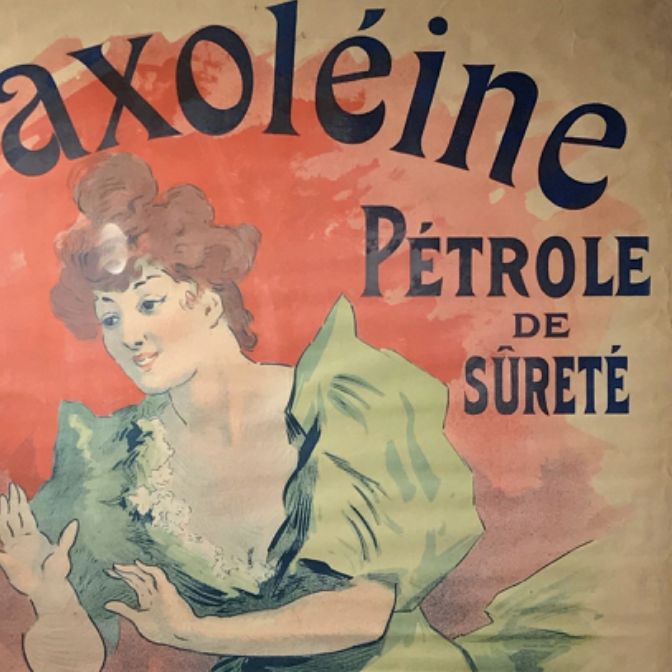 axoléine
PÉTROLE
DE
SÛRETÉ